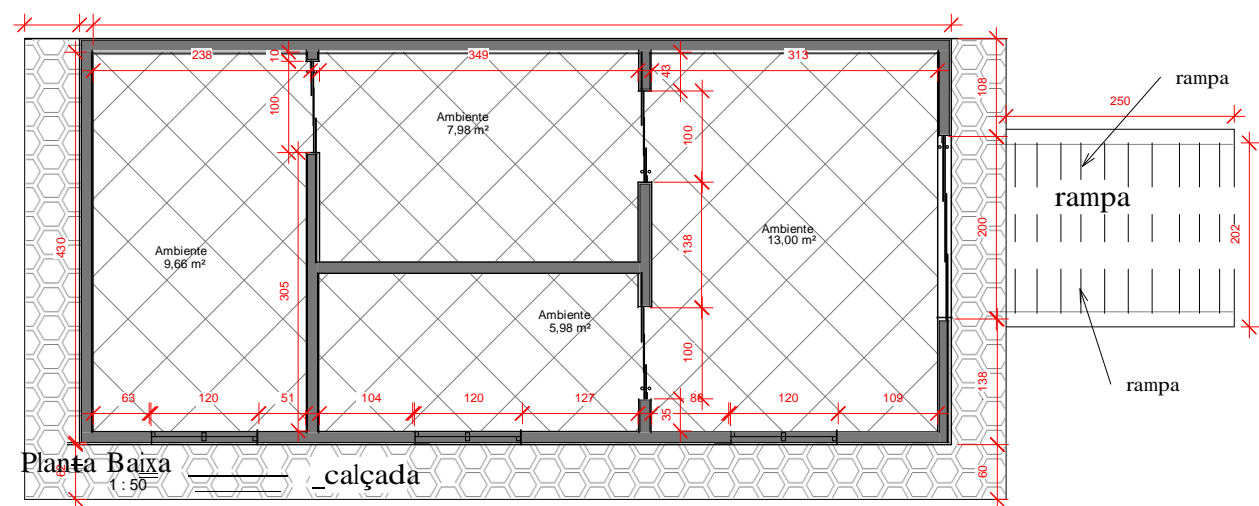 238
10
349
43
313
108
250
rampa
100
Ambiente
7,98 m²
100
rampa
430
Ambiente
9,66 m²
Ambiente
13,00 m²
138
200
202
305
Ambiente
5,98 m²
100
rampa
63
120
51
104
120
127
35
86
120
109
138
Planta Baixa
1 : 50
62
_calçada
60